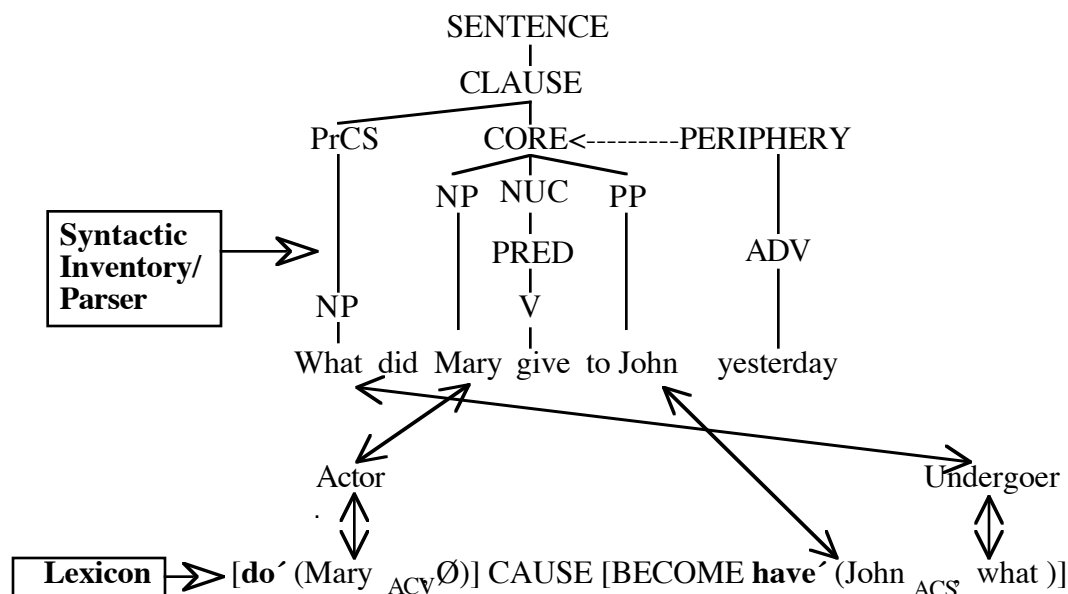 SENTENCE
CLAUSE
PrCS CORE<---------PERIPHERY
NP NUC PP
Syntactic Inventory/ Parser
PRED ADV
NP V
What did Mary give to John yesterday
Actor Undergoer
Lexicon [do´ (Mary ACV, Ø)] CAUSE [BECOME have´ (John ACS, what )]